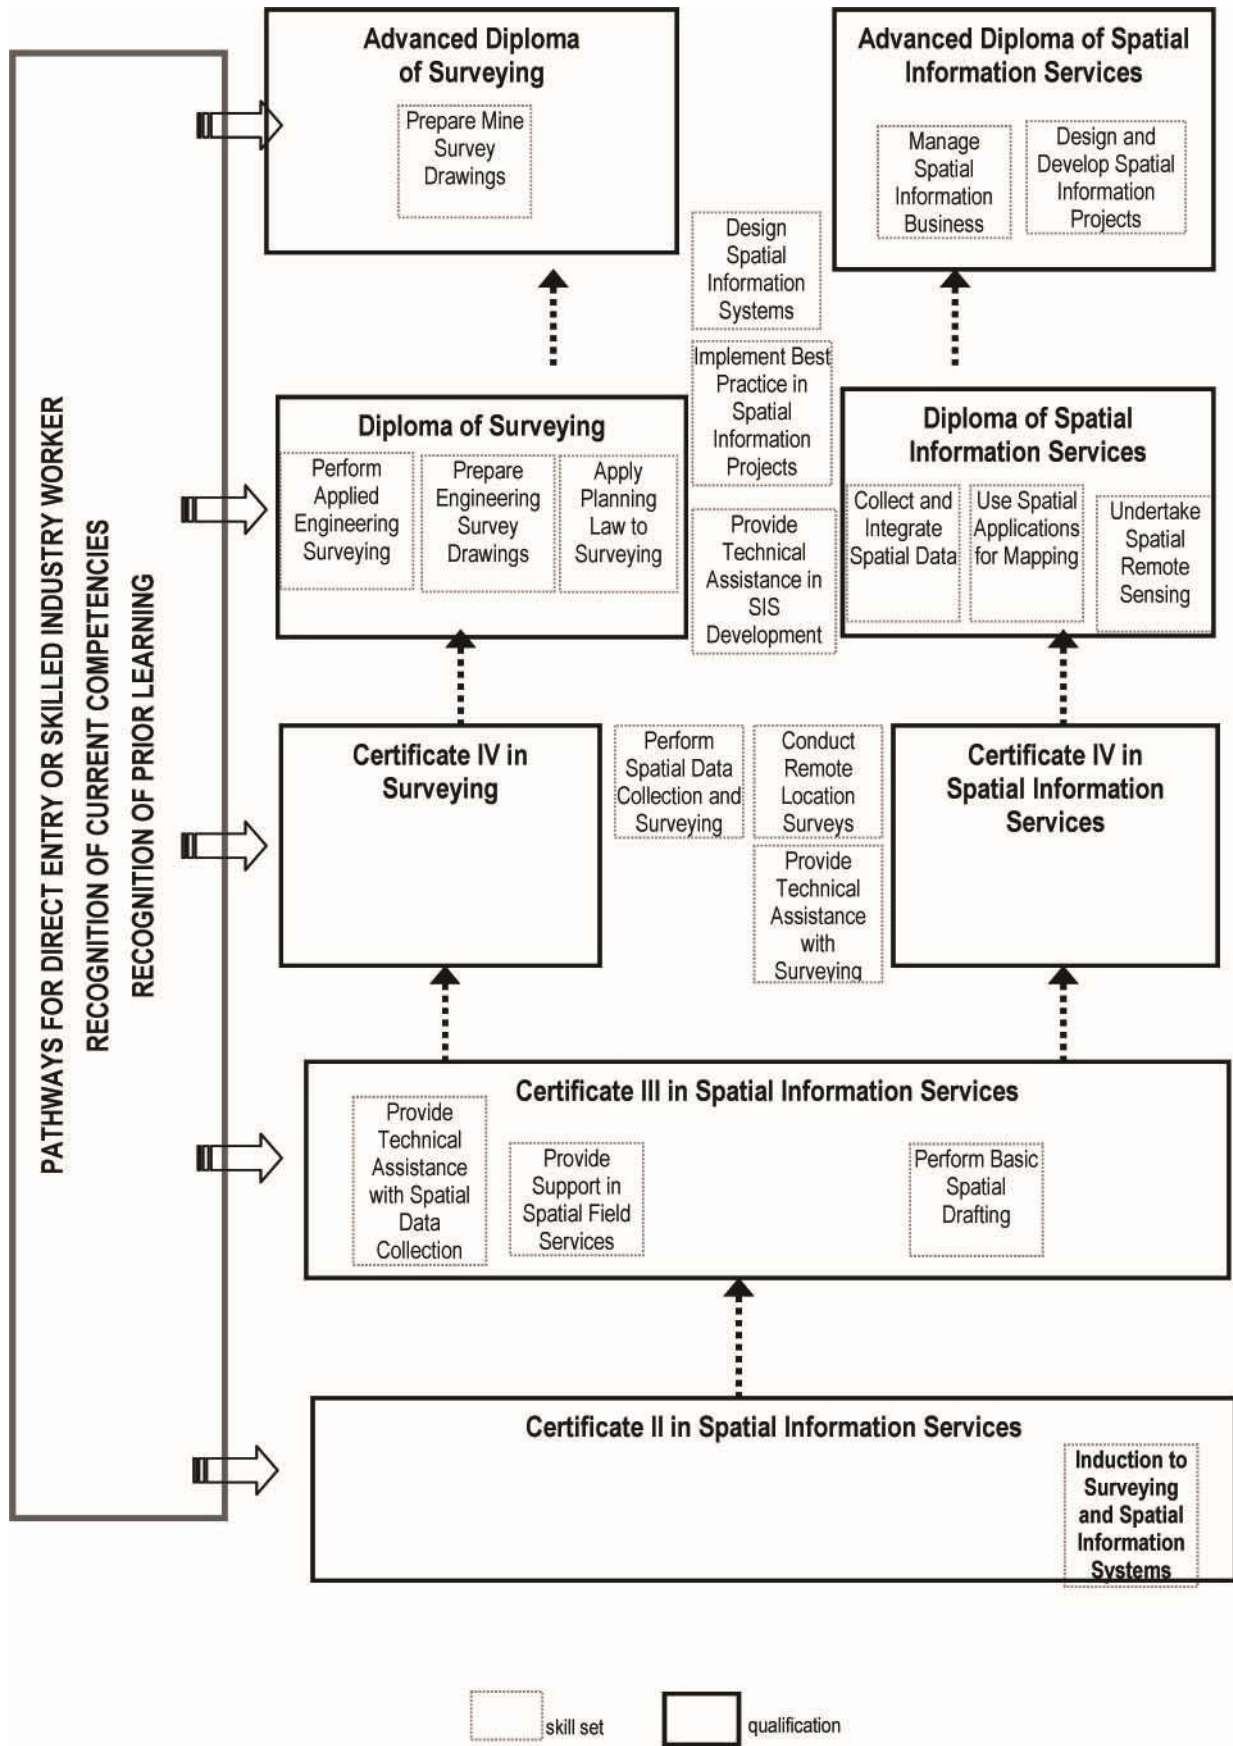 PATHWAYS FOR DIRECT ENTRY OR SKILLED INDUSTRY WORKER
RECOGNITION OF CURRENT COMPETENCIES
RECOGNITION OF PRIOR LEARNING
Advanced Diploma
of Surveying
Prepare Mine
Survey
Drawings
Advanced Diploma of Spatial
Information Services
Manage
Spatial
Information
Business
Design and
Develop Spatial
Information
Projects
Design
Spatial
Information
Systems
Implement Best
Practice in
Spatial
Information
Projects
Provide
Technical
Assistance in
SIS
Development
Diploma of Surveying
Perform
Applied
Engineering
Surveying
Prepare
Engineering
Survey
Drawings
Apply
Planning
Law to
Surveying
Diploma of Spatial
Information Services
Collect and
Integrate
Spatial Data
Use Spatial
Applications
for Mapping
Undertake
Spatial
Remote
Sensing
Certificate IV in
Surveying
Perform
Spatial Data
Collection and
Surveying
Conduct
Remote
Location
Surveys
Provide
Technical
Assistance
with
Surveying
Certificate IV in
Spatial Information
Services
Certificate III in Spatial Information Services
Provide
Technical
Assistance
with Spatial
Data
Collection
Provide
Support in
Spatial Field
Services
Perform Basic
Spatial
Drafting
Certificate II in Spatial Information Services
Induction to
Surveying
and Spatial
Information
Systems
skill set
qualification